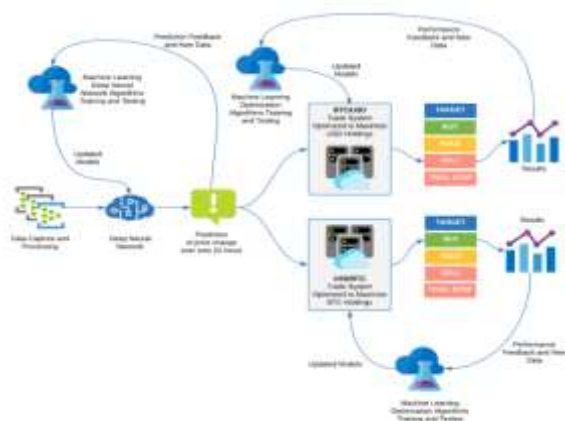 Prediction Feedback
and New Data
Machine Learning
Deep Neural
Network Algorithms
Training and Testing
Updated
Models
Machine Learning
Optimization
Algorithms Training
and Testing
Performance
Feedback and New
Data
Updated Models
Data Capture and
Processing
Deep Neural
Network
Prediction
of price change
over time (24 hours)
Trade System
Optimized to Maximize
USD Holdings
TARGET
BUY
HOLD
SELL
Results
Trade System
Optimized to Maximize
BTC Holdings
TARGET
BUY
HOLD
SELL
Results
Updated Models
Performance
Feedback and New
Data
Machine Learning
Optimization Algorithms
Training and Testing